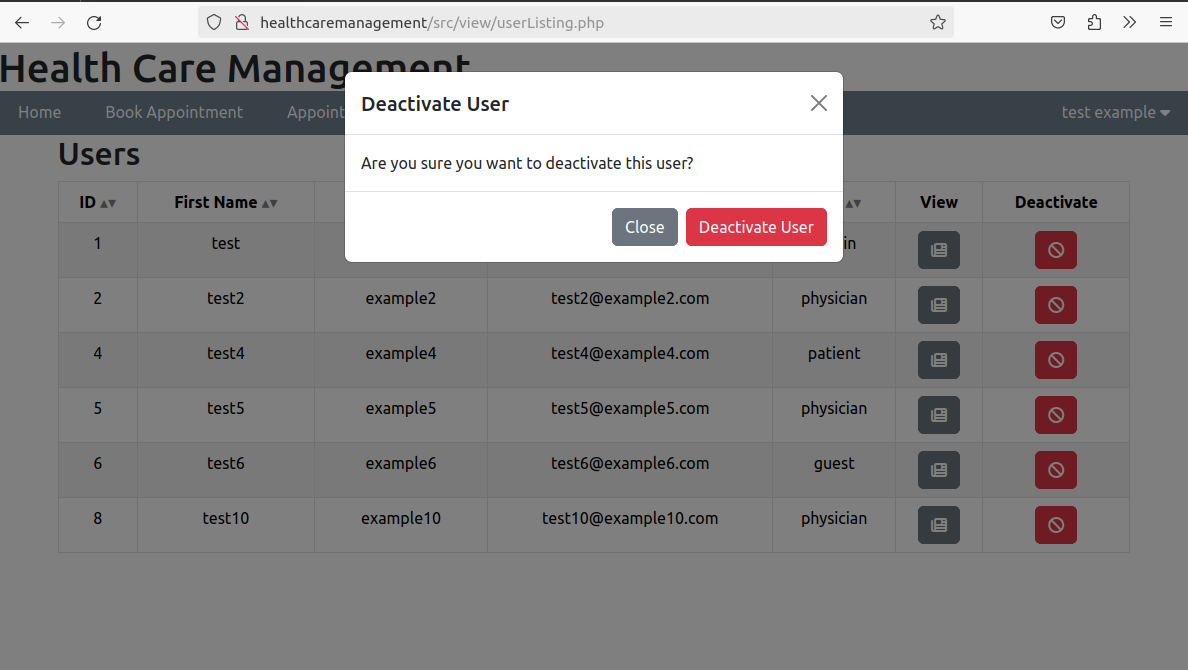 healthcaremanagement/src/view/userListing.php
Health Care Management
Home Book Appointment Appoint test example
Deactivate User
Are you sure you want to deactivate this user?
Close Deactivate User
Users
ID First Name View Deactivate
1 test in
2 test2 example2 test2@example2.com physician
4 test4 example4 test4@example4.com patient
5 test5 example5 test5@example5.com physician
6 test6 example6 test6@example6.com guest
8 test10 example10 test10@example10.com physician